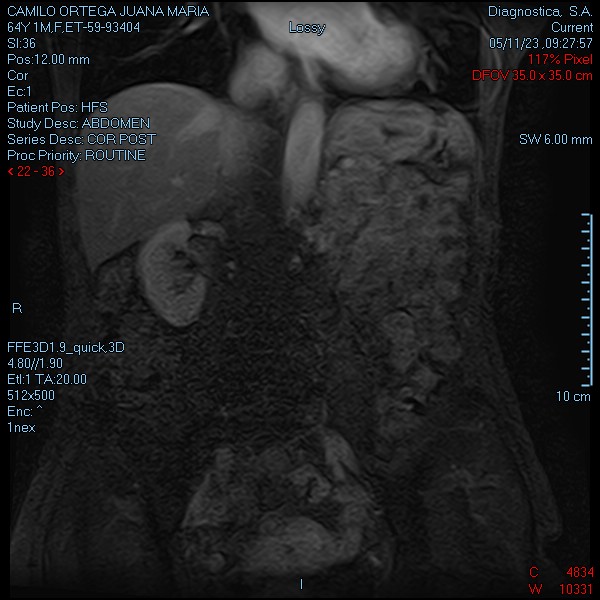 CAMILO ORTEGA JUANA MARIA
64Y 1M,F,ET-59-93404
Sl:36
Pos:12.00 mm
Cor
Ec:1
Patient Pos: HFS
Study Desc: ABDOMEN
Series Desc: COR POST
Proc Priority: ROUTINE
< 22 - 36 >
Lossy
Diagnostica, S.A.
Current
05/11/23 ,09:27:57
117% Pixel
DFOV 35.0 x 35.0 cm
SW 6.00 mm
R
FFE3D1.9_quick,3D
4.80//1.90
Etl:1 TA:20.00
512x500
Enc: ^
1nex
10 cm
I
C 4834
W 10331